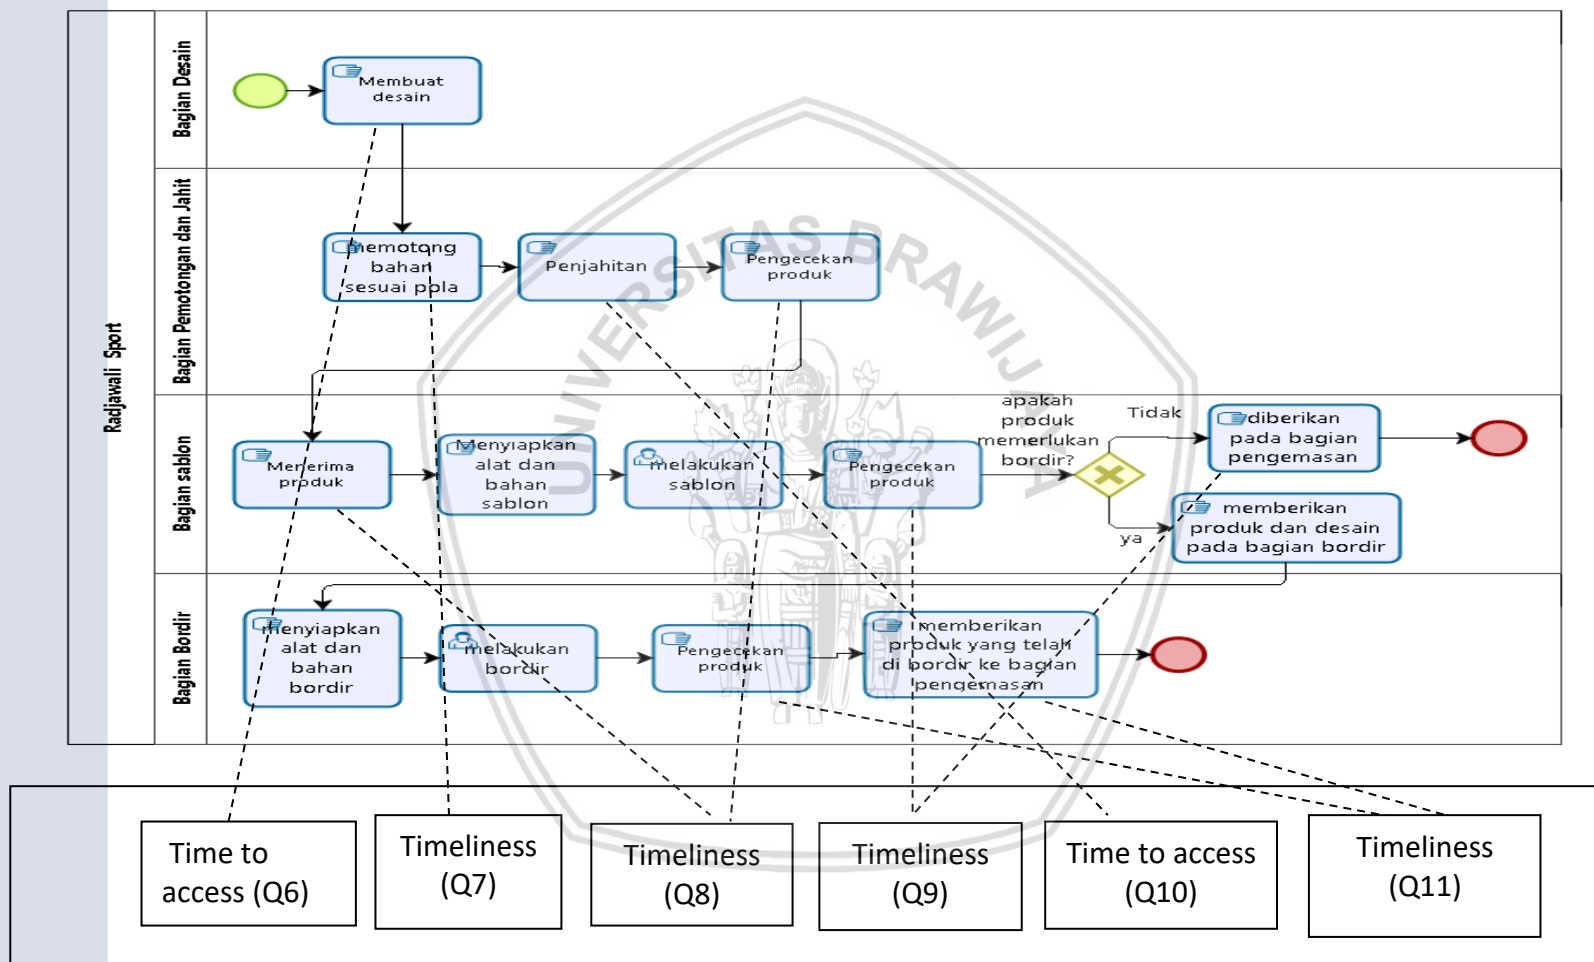 Radjawali Sport
Bagian Desain
Membuat
desain
Bagian Pemotongan dan Jahit
memotong
bahan
sesuai pola
Penjahitan
Pengecekan
produk
Bagian sablon
Menerima
produk
Menyiapkan
alat dan
bahan
sablon
melakukan
sablon
Pengecekan
produk
apakah
produk
memerlukan
bordir?
Tidak
ya
diberikan
pada bagian
pengemasan
memberikan
produk dan desain
pada bagian bordir
Bagian Bordir
menyiapkan
alat dan
bahan
bordir
melakukan
bordir
Pengecekan
produk
memberikan
produk yang telah
di bordir ke bagian
pengemasan
UNIVERSITAS BRAWIJAYA
Time to
access (Q6)
Timeliness
(Q7)
Timeliness
(Q8)
Timeliness
(Q9)
Time to access
(Q10)
Timeliness
(Q11)